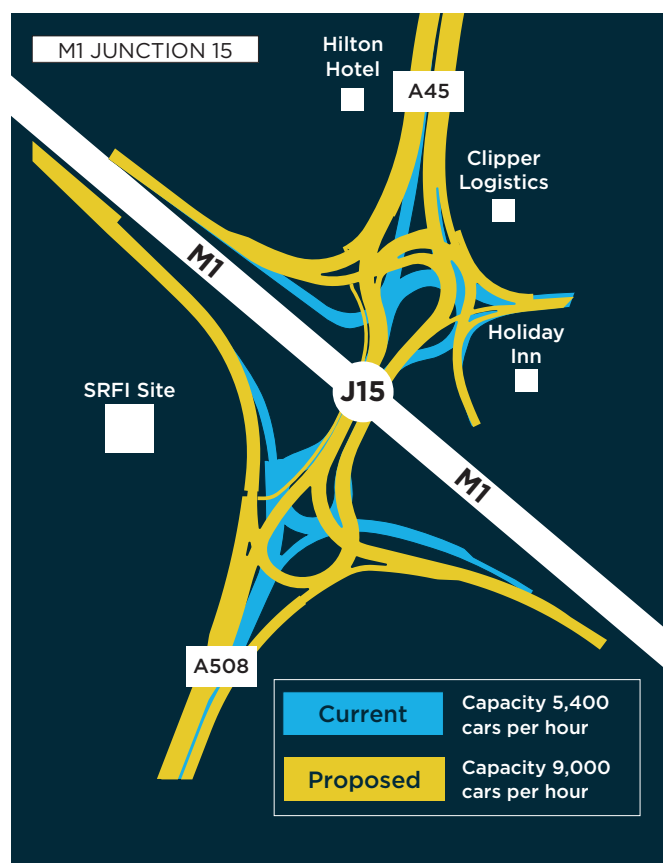 M1 JUNCTION 15
Hilton
Hotel
A45
Clipper
Logistics
M1
Holiday
Inn
SRFI Site
J15
M1
A508
Current
Capacity 5,400
cars per hour
Proposed
Capacity 9,000
cars per hour